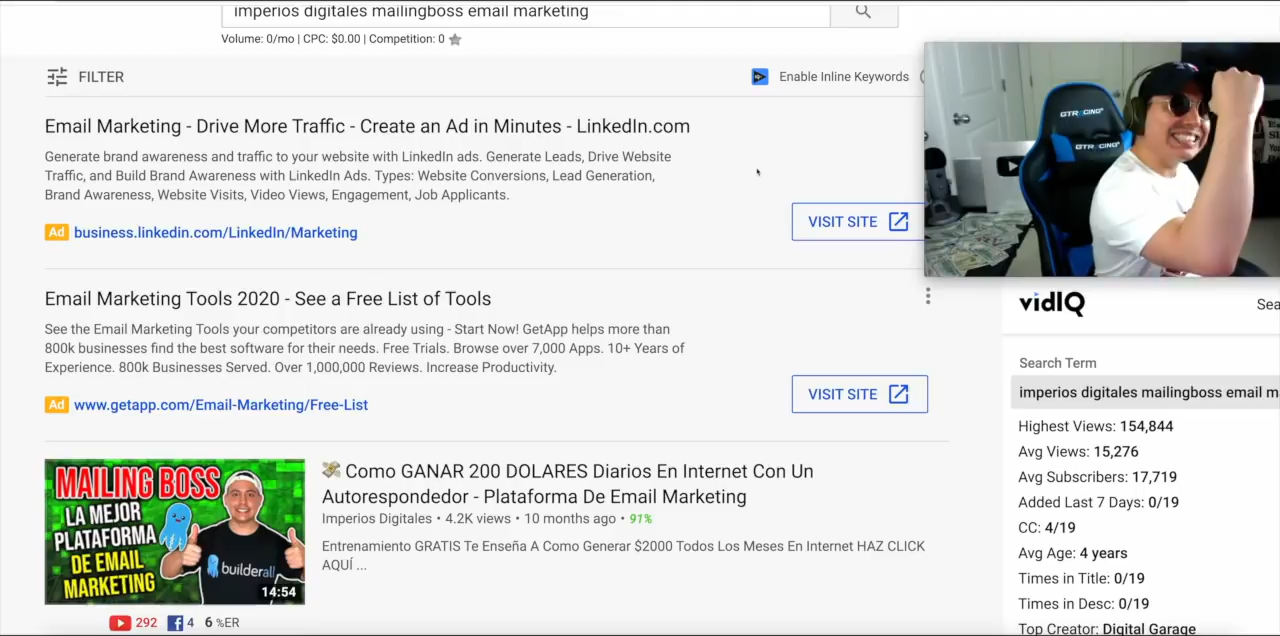 imperios digitales mailingboss email marketing
Volume: 0/mo | CPC: $0.00 | Competition: 0
FILTER
Enable Inline Keywords
Email Marketing - Drive More Traffic - Create an Ad in Minutes - LinkedIn.com
Generate brand awareness and traffic to your website with LinkedIn ads. Generate Leads, Drive Website
Traffic, and Build Brand Awareness with LinkedIn Ads. Types: Website Conversions, Lead Generation,
Brand Awareness, Website Visits, Video Views, Engagement, Job Applicants.
Ad business.linkedin.com/LinkedIn/Marketing
VISIT SITE
Email Marketing Tools 2020 - See a Free List of Tools
See the Email Marketing Tools your competitors are already using - Start Now! GetApp helps more than
800k businesses find the best software for their needs. Free Trials. Browse over 7,000 Apps. 10+ Years of
Experience. 800k Businesses Served. Over 1,000,000 Reviews. Increase Productivity.
Ad www.getapp.com/Email-Marketing/Free-List
VISIT SITE
MAILING BOSS
LA MEJOR
PLATAFORMA
DE EMAIL
MARKETING
builderall
14:54
Como GANAR 200 DOLARES Diarios En Internet Con Un
Autorespondedor - Plataforma De Email Marketing
Imperios Digitales • 4.2K views • 10 months ago • 91%
Entrenamiento GRATIS Te Enseña A Como Generar $2000 Todos Los Meses En Internet HAZ CLICK
AQUÍ ...
292 4 6 %ER
GTRACING
GTRACING
vidIQ
Sea
Search Term
imperios digitales mailingboss email m
Highest Views: 154,844
Avg Views: 15,276
Avg Subscribers: 17,719
Added Last 7 Days: 0/19
CC: 4/19
Avg Age: 4 years
Times in Title: 0/19
Times in Desc: 0/19
Top Creator: Digital Garage